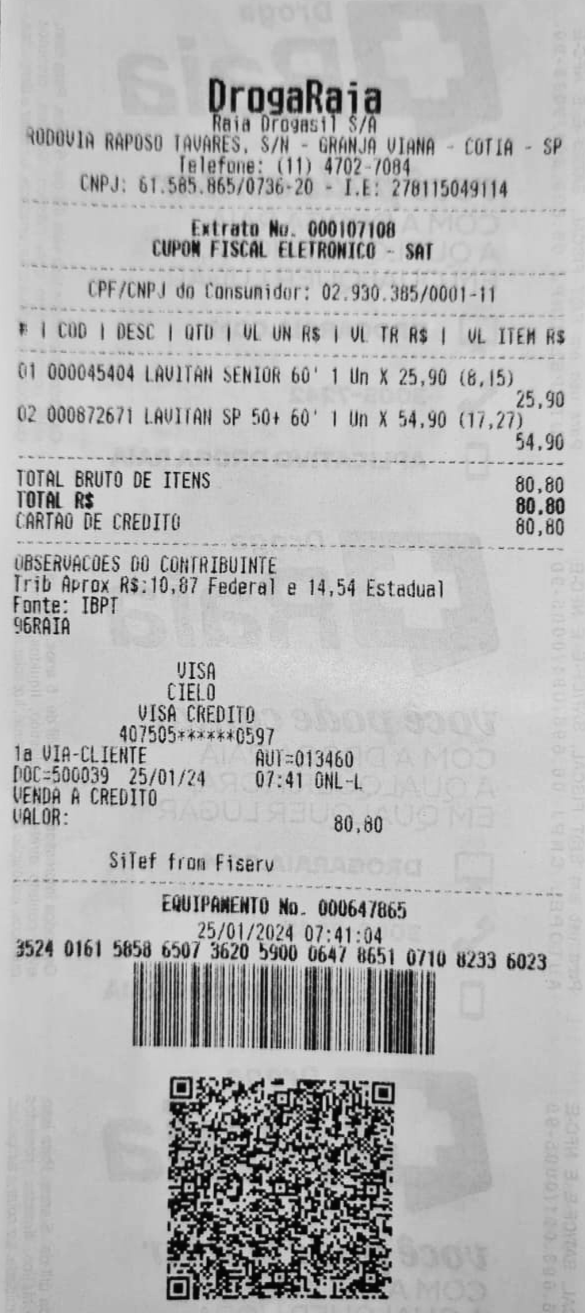 DrogaRaia
Raia Drogasil S/A
RODOVIA RAPOSO TAVARES, S/N - GRANJA VIANA - COTIA - SP
Telefone: (11) 4702-7084
CNPJ: 61.585.865/0736-20 - I.E: 278115049114
Extrato No. 000107108
CUPOM FISCAL ELETRONICO - SAT
CPF/CNPJ do Consumidor: 02.930.385/0001-11
# | COD | DESC | QTD | VL UN R$ | VL TR R$ | VL ITEM R$
01 000045404 LAVITAN SENIOR 60' 1 Un X 25,90 (8,15)
25,90
02 000872671 LAVITAN SP 50+ 60' 1 Un X 54,90 (17,27)
54,90
TOTAL BRUTO DE ITENS 80,80
TOTAL R$ 80,80
CARTAO DE CREDITO 80,80
OBSERVACOES DO CONTRIBUINTE
Trib Aprox R$:10,87 Federal e 14,54 Estadual
Fonte: IBPT
96RAIA
VISA
CIELO
VISA CREDITO
407505******0597
1a VIA-CLIENTE AUT=013460
DOC=500039 25/01/24 07:41 ONL-L
VENDA A CREDITO
VALOR: 80,80
SiTef from Fiserv
EQUIPAMENTO No. 000647865
25/01/2024 07:41:04
3524 0161 5858 6507 3620 5900 0647 8651 0710 8233 6023